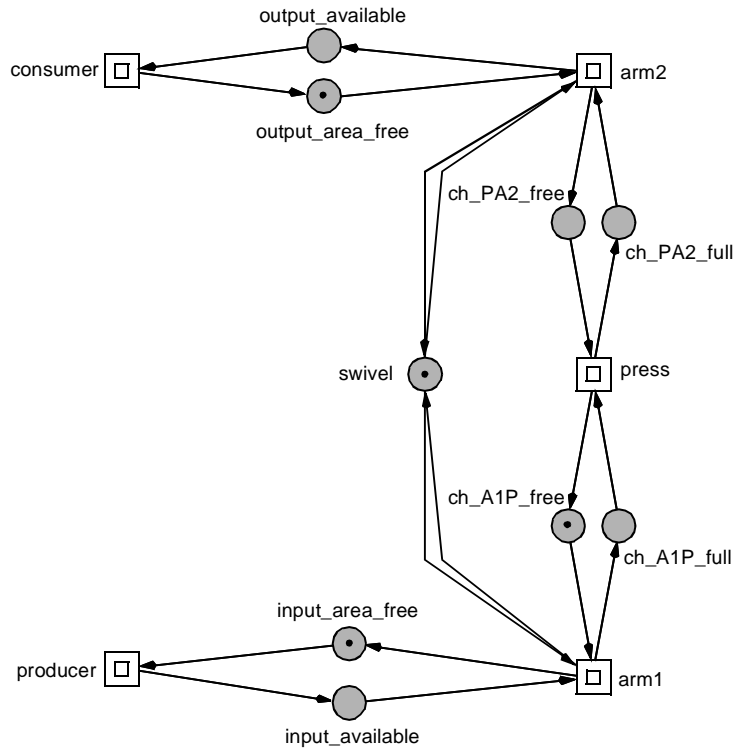 output_available
consumer
arm2
output_area_free
ch_PA2_free
ch_PA2_full
swivel
press
ch_A1P_free
ch_A1P_full
input_area_free
producer
arm1
input_available